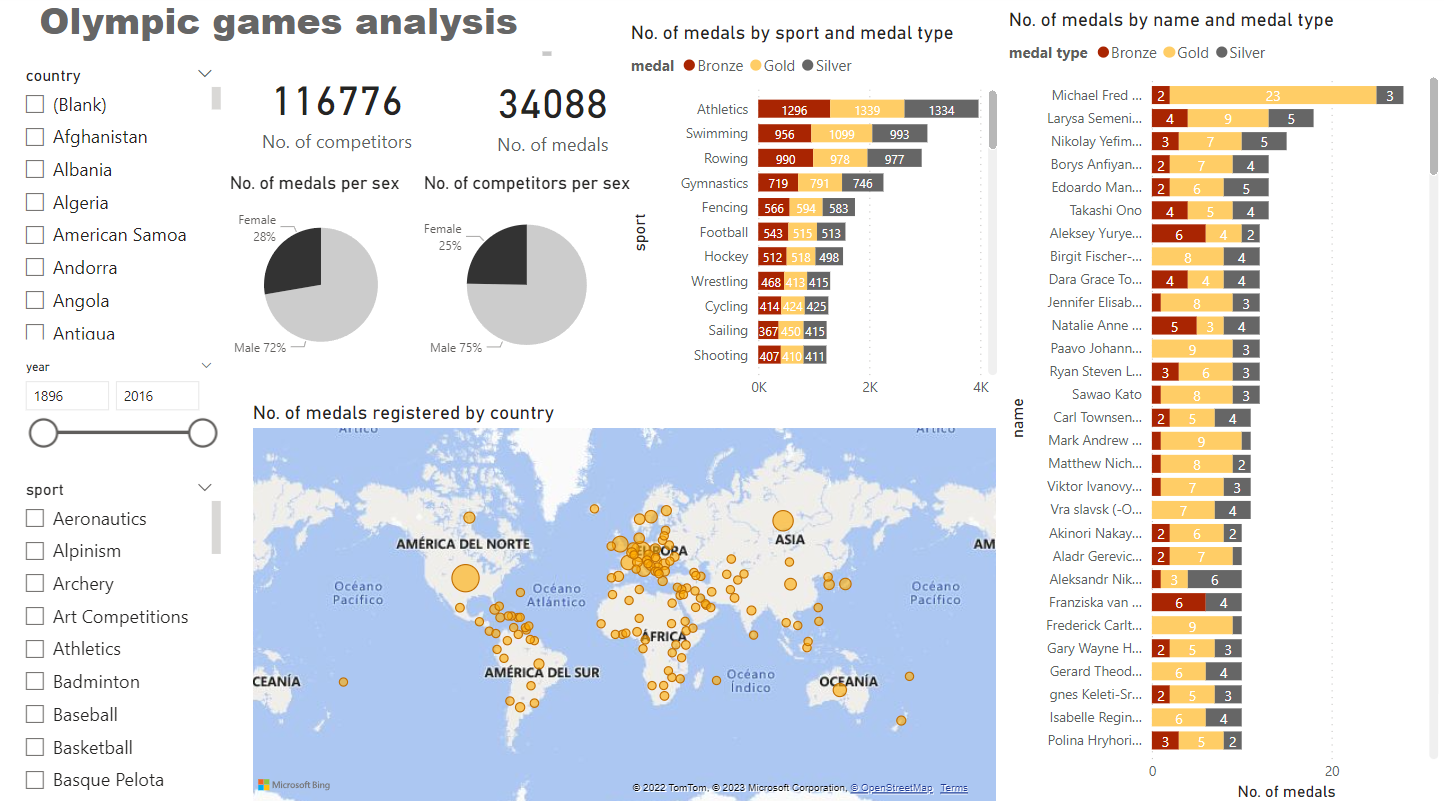 Olympic games analysis
country
(Blank)
Afghanistan
Albania
Algeria
American Samoa
Andorra
Angola
Antigua
year
1896 2016
sport
Aeronautics
Alpinism
Archery
Art Competitions
Athletics
Badminton
Baseball
Basketball
Basque Pelota
116776
No. of competitors
34088
No. of medals
No. of medals per sex
Female
28%
Male 72%
No. of competitors per sex
Female
25%
Male 75%
No. of medals by sport and medal type
medal Bronze Gold Silver
sport
Athletics 1296 1339 1334
Swimming 956 1099 993
Rowing 990 978 977
Gymnastics 719 791 746
Fencing 566 594 583
Football 543 515 513
Hockey 512 518 498
Wrestling 468 413 415
Cycling 414 424 425
Sailing 367 450 415
Shooting 407 410 411
0K 2K 4K
No. of medals registered by country
Ártico Ártico
AMÉRICA DEL NORTE
EUROPA
ASIA
AM
Océano
Pacífico
Océano
Atlántico
Océano
Pacífico
ÁFRICA
AMÉRICA DEL SUR
Océano
Índico
CEANÍA
OCEANÍA
Microsoft Bing
© 2022 TomTom, © 2023 Microsoft Corporation, © OpenStreetMap Terms
No. of medals by name and medal type
medal type Bronze Gold Silver
name
Michael Fred ... 2 23 3
Larysa Semeni... 4 9 5
Nikolay Yefim... 3 7 5
Borys Anfiyan... 2 7 4
Edoardo Man... 2 6 5
Takashi Ono 4 5 4
Aleksey Yurye... 6 4 2
Birgit Fischer-... 8 4
Dara Grace To... 4 4 4
Jennifer Elisab... 8 3
Natalie Anne ... 5 3 4
Paavo Johann... 9 3
Ryan Steven L... 3 6 3
Sawao Kato 8 3
Carl Townsen... 2 5 4
Mark Andrew ... 9
Matthew Nich... 8 2
Viktor Ivanovy... 7 3
Vra slavsk (-O... 7 4
Akinori Nakay... 2 6 2
Aladr Gerevic... 2 7
Aleksandr Nik... 3 6
Franziska van ... 6 4
Frederick Carlt... 9
Gary Wayne H... 2 5 3
Gerard Theod... 6 4
gnes Keleti-Sr... 2 5 3
Isabelle Regin... 6 4
Polina Hryhori... 3 5 2
0 20
No. of medals